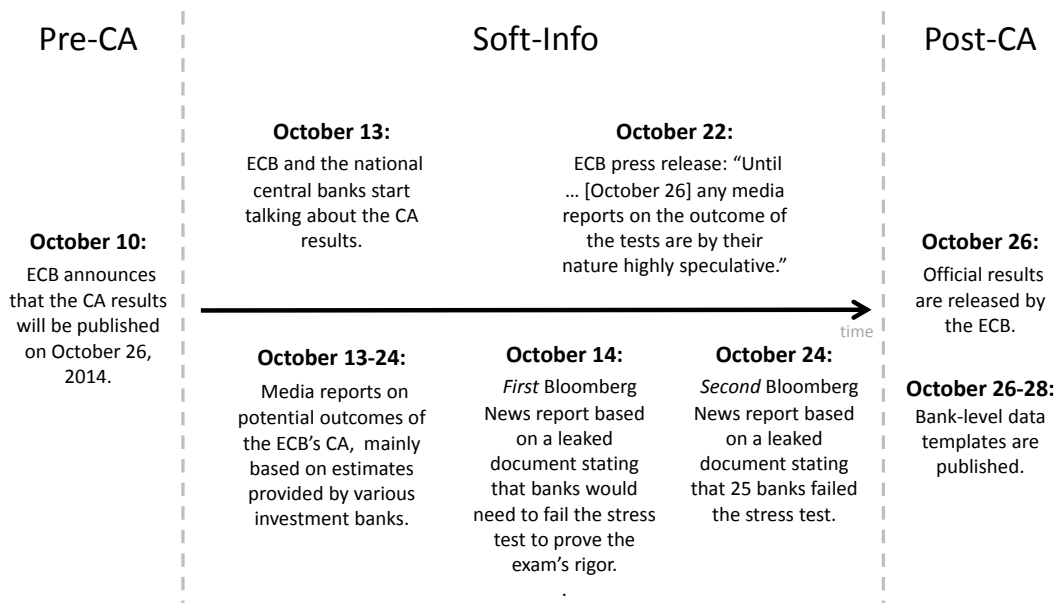 Pre-CA
Soft-Info
Post-CA
October 10:
ECB announces
that the CA results
will be published
on October 26,
2014.
October 13:
ECB and the national
central banks start
talking about the CA
results.
October 22:
ECB press release: “Until
... [October 26] any media
reports on the outcome of
the tests are by their
nature highly speculative.”
time
October 13-24:
Media reports on
potential outcomes of
the ECB’s CA,  mainly
based on estimates
provided by various
investment banks.
October 14:
First Bloomberg
News report based
on a leaked
document stating
that banks would
need to fail the stress
test to prove the
exam’s rigor.
.
October 24:
Second Bloomberg
News report based
on a leaked
document stating
that 25 banks failed
the stress test.
October 26:
Official results
are released by
the ECB.
October 26-28:
Bank-level data
templates are
published.